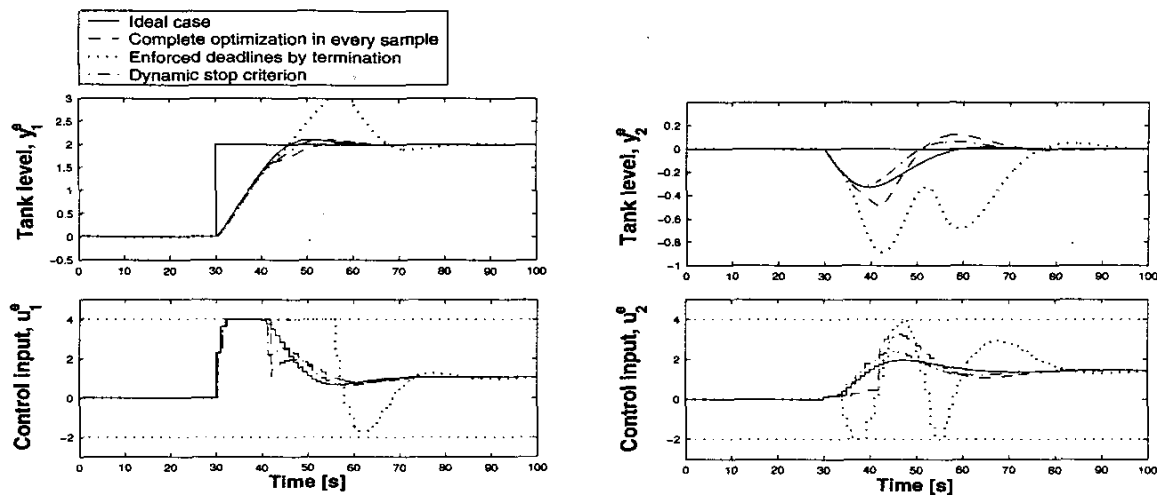 Ideal case
Complete optimization in every sample
Enforced deadlines by termination
Dynamic stop criterion
Tank level, y₁ᵉ
3
2.5
2
1.5
1
0.5
0
−0.5
0 10 20 30 40 50 60 70 80 90 100
Tank level, y₂ᵉ
0.2
0
−0.2
−0.4
−0.6
−0.8
−1
0 10 20 30 40 50 60 70 80 90 100
Control input, u₁ᵉ
4
2
0
−2
0 10 20 30 40 50 60 70 80 90 100
Time [s]
Control input, u₂ᵉ
4
2
0
−2
0 10 20 30 40 50 60 70 80 90 100
Time [s]